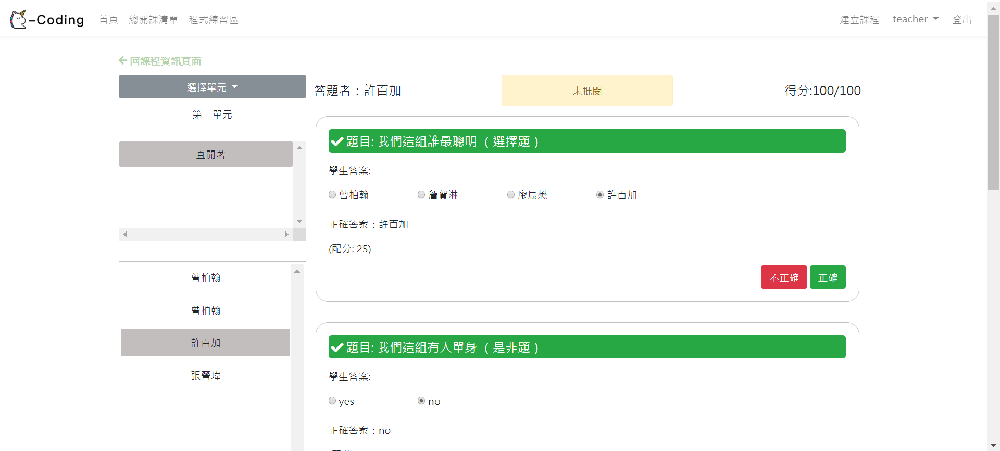 -Coding 首頁 總開課清單 程式練習區 建立課程 teacher 登出
回課程資訊頁面
選擇單元
第一單元
一直開著
曾柏翰
曾柏翰
許百加
張晉瑋
答題者：許百加
未批閱
得分:100/100
題目: 我們這組誰最聰明 （選擇題）
學生答案:
曾柏翰 詹賀淋 廖辰懋 許百加
正確答案：許百加
(配分: 25)
不正確 正確
題目: 我們這組有人單身 （是非題）
學生答案:
yes no
正確答案：no